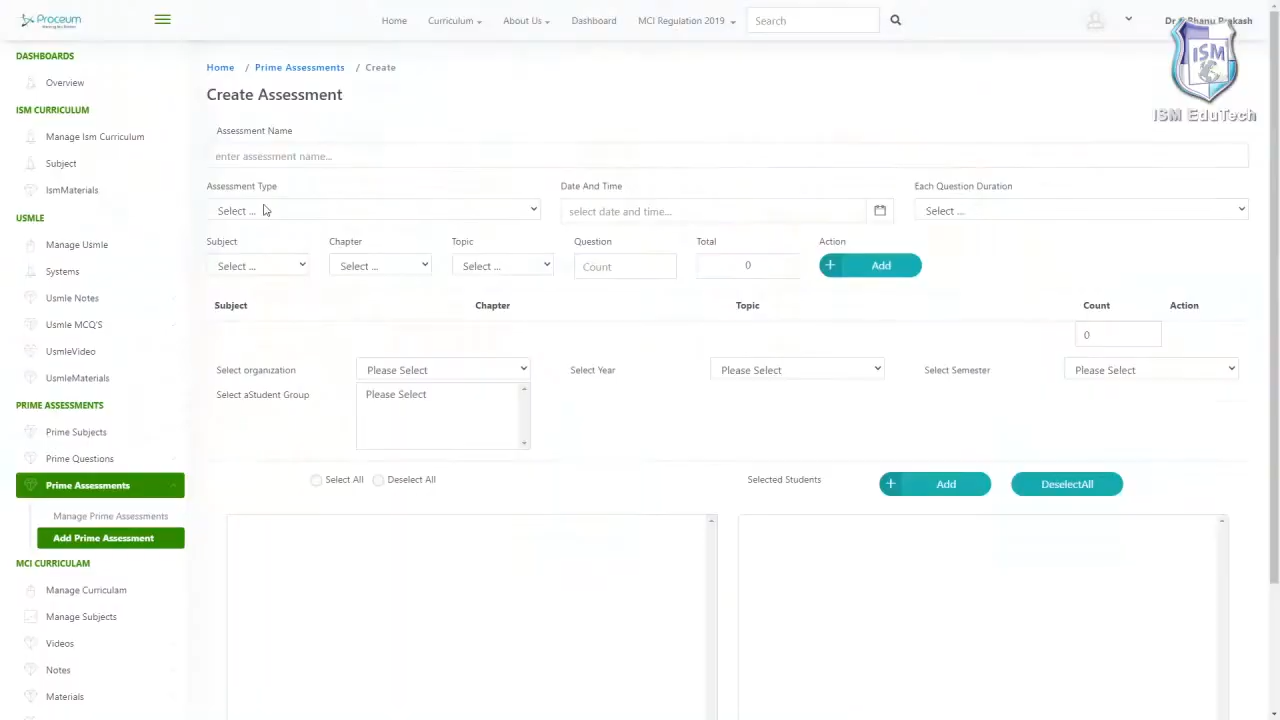 Proceum
Home
Curriculum
About Us
Dashboard
MCI Regulation 2019
Search
Prakash
ISM
ISM EduTech
DASHBOARDS
Overview
ISM CURRICULUM
Manage Ism Curriculum
Subject
IsmMaterials
USMLE
Manage Usmle
Systems
Usmle Notes
Usmle MCQ'S
UsmleVideo
UsmleMaterials
PRIME ASSESSMENTS
Prime Subjects
Prime Questions
Prime Assessments
Manage Prime Assessments
Add Prime Assessment
MCI CURRICULAM
Manage Curriculam
Manage Subjects
Videos
Notes
Materials
Home / Prime Assessments / Create
Create Assessment
Assessment Name
enter assessment name...
Assessment Type
Date And Time
Each Question Duration
Select ...
select date and time...
Select ...
Subject
Chapter
Topic
Question
Total
Action
Select ...
Select ...
Select ...
Count
0
+ Add
Subject
Chapter
Topic
Count
Action
0
Select organization
Please Select
Select Year
Please Select
Select Semester
Please Select
Select aStudent Group
Please Select
Select All
Deselect All
Selected Students
+ Add
DeselectAll